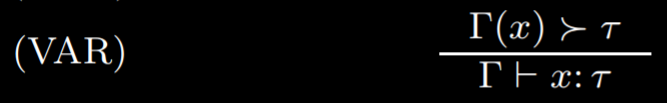 (VAR)
Γ(x) ≻ τ
Γ ⊢ x: τ